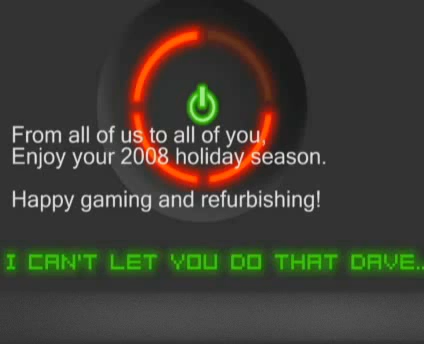 From all of us to all of you,
Enjoy your 2008 holiday season.
Happy gaming and refurbishing!
I CAN'T LET YOU DO THAT DAVE..